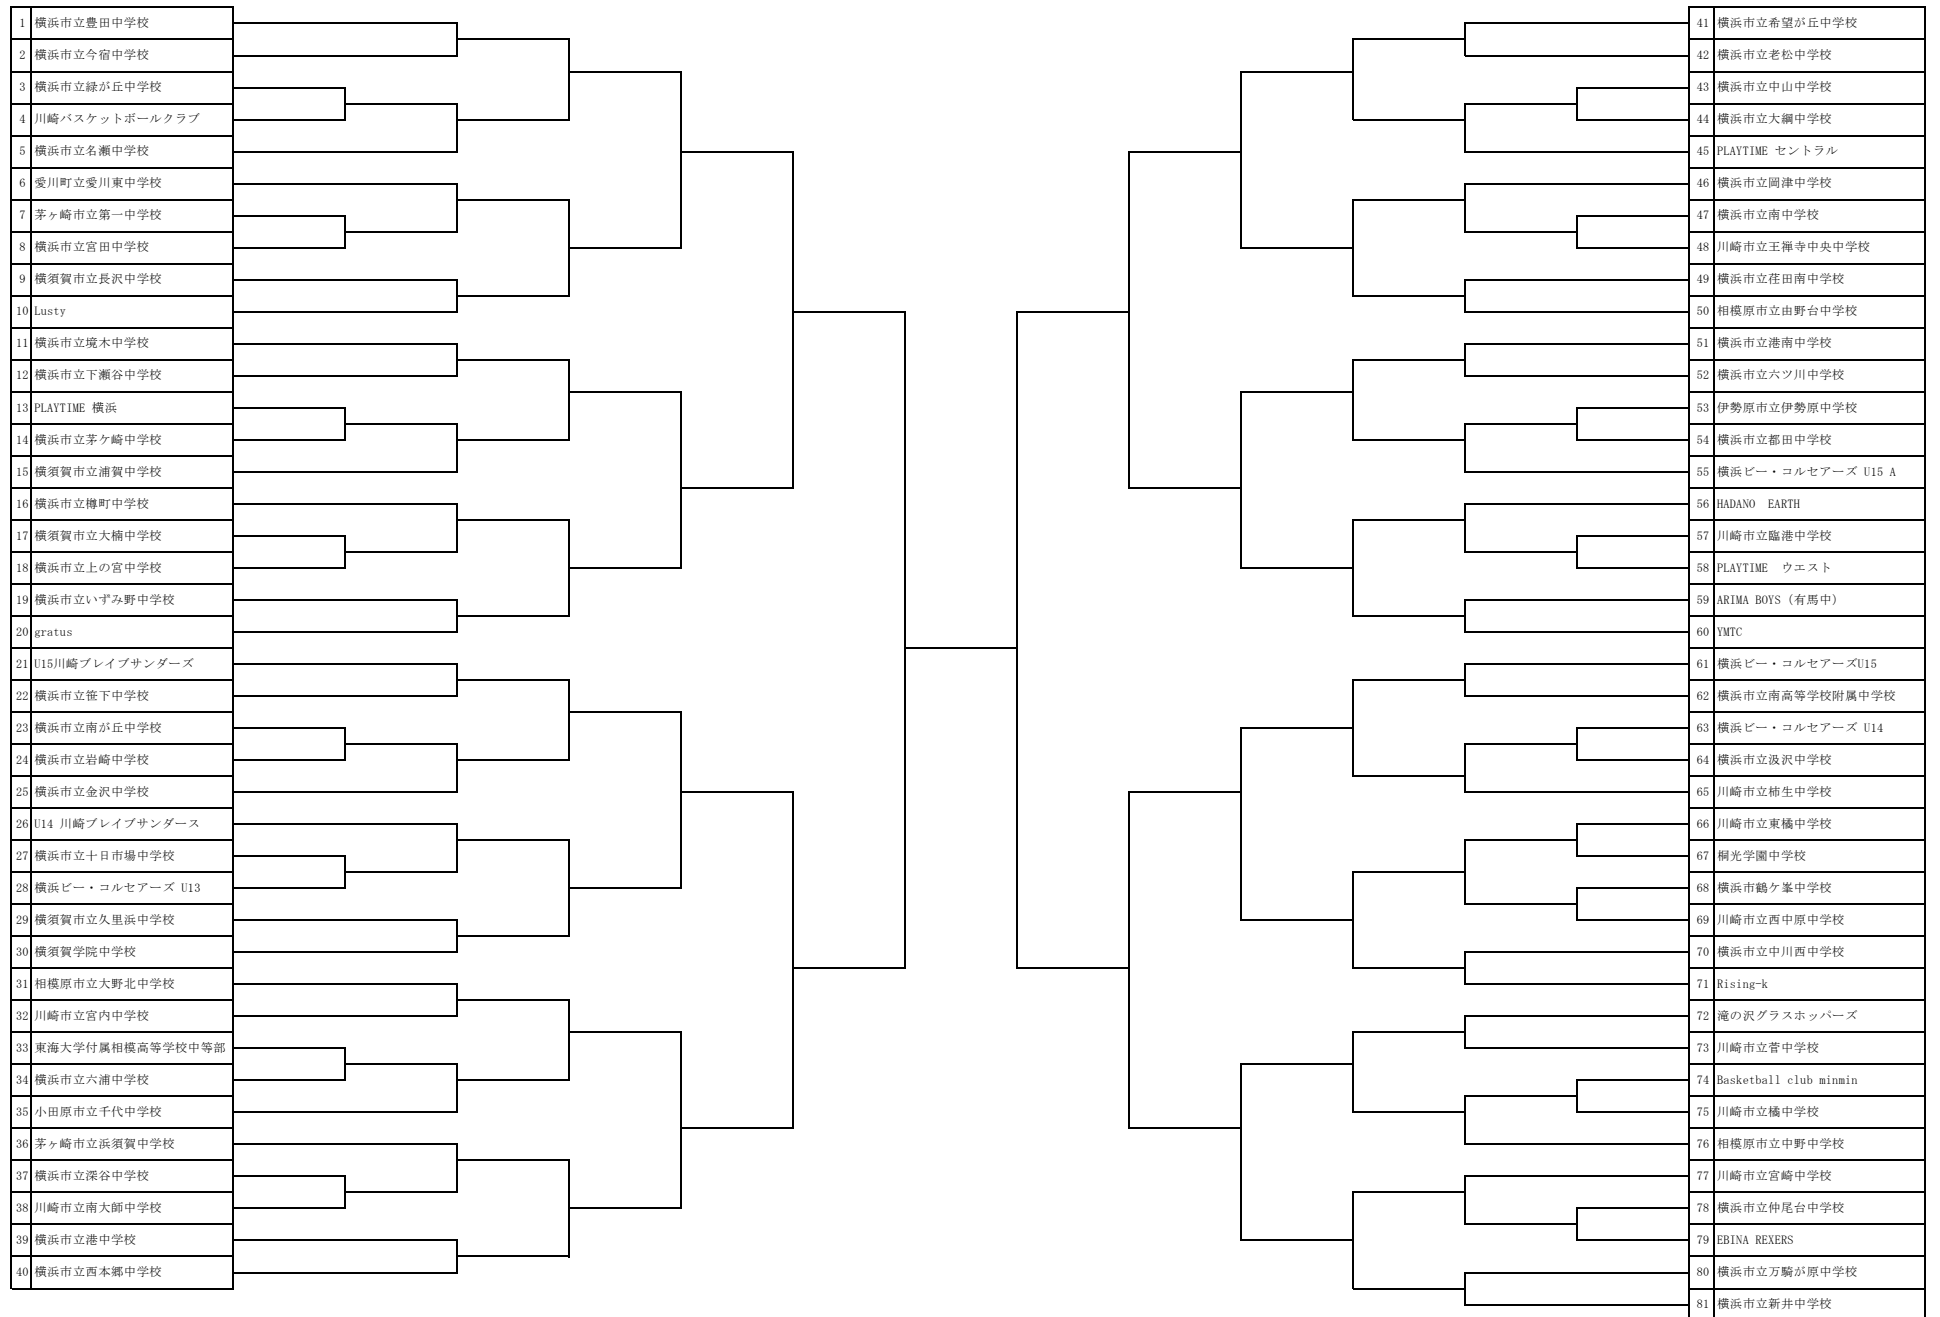 1 横浜市立豊田中学校
2 横浜市立今宿中学校
3 横浜市立緑が丘中学校
4 川崎バスケットボールクラブ
5 横浜市立名瀬中学校
6 愛川町立愛川東中学校
7 茅ヶ崎市立第一中学校
8 横浜市立宮田中学校
9 横須賀市立長沢中学校
10 Lusty
11 横浜市立境木中学校
12 横浜市立下瀬谷中学校
13 PLAYTIME 横浜
14 横浜市立茅ケ崎中学校
15 横須賀市立浦賀中学校
16 横浜市立樽町中学校
17 横須賀市立大楠中学校
18 横浜市立上の宮中学校
19 横浜市立いずみ野中学校
20 gratus
21 U15川崎ブレイブサンダーズ
22 横浜市立笹下中学校
23 横浜市立南が丘中学校
24 横浜市立岩崎中学校
25 横浜市立金沢中学校
26 U14 川崎ブレイブサンダース
27 横浜市立十日市場中学校
28 横浜ビー・コルセアーズ U13
29 横須賀市立久里浜中学校
30 横須賀学院中学校
31 相模原市立大野北中学校
32 川崎市立宮内中学校
33 東海大学付属相模高等学校中等部
34 横浜市立六浦中学校
35 小田原市立千代中学校
36 茅ヶ崎市立浜須賀中学校
37 横浜市立深谷中学校
38 川崎市立南大師中学校
39 横浜市立港中学校
40 横浜市立西本郷中学校
41 横浜市立希望が丘中学校
42 横浜市立老松中学校
43 横浜市立中山中学校
44 横浜市立大綱中学校
45 PLAYTIME セントラル
46 横浜市立岡津中学校
47 横浜市立南中学校
48 川崎市立王禅寺中央中学校
49 横浜市立荏田南中学校
50 相模原市立由野台中学校
51 横浜市立港南中学校
52 横浜市立六ツ川中学校
53 伊勢原市立伊勢原中学校
54 横浜市立都田中学校
55 横浜ビー・コルセアーズ U15 A
56 HADANO　EARTH
57 川崎市立臨港中学校
58 PLAYTIME　ウエスト
59 ARIMA BOYS（有馬中）
60 YMTC
61 横浜ビー・コルセアーズU15
62 横浜市立南高等学校附属中学校
63 横浜ビー・コルセアーズ U14
64 横浜市立汲沢中学校
65 川崎市立柿生中学校
66 川崎市立東橘中学校
67 桐光学園中学校
68 横浜市鶴ケ峯中学校
69 川崎市立西中原中学校
70 横浜市立中川西中学校
71 Rising-k
72 滝の沢グラスホッパーズ
73 川崎市立菅中学校
74 Basketball club minmin
75 川崎市立橘中学校
76 相模原市立中野中学校
77 川崎市立宮崎中学校
78 横浜市立仲尾台中学校
79 EBINA REXERS
80 横浜市立万騎が原中学校
81 横浜市立新井中学校